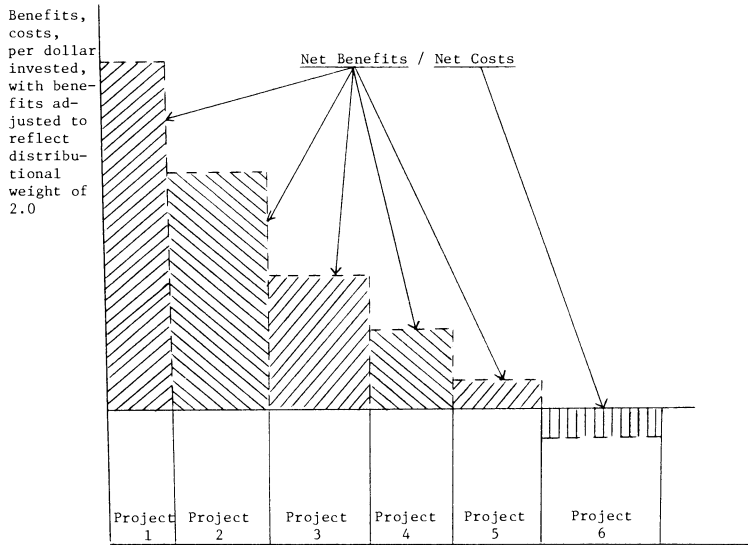 Benefits,
costs,
per dollar
invested,
with bene-
fits ad-
justed to
reflect
distribu-
tional
weight of
2.0
Net Benefits / Net Costs
Project
1
Project
2
Project
3
Project
4
Project
5
Project
6